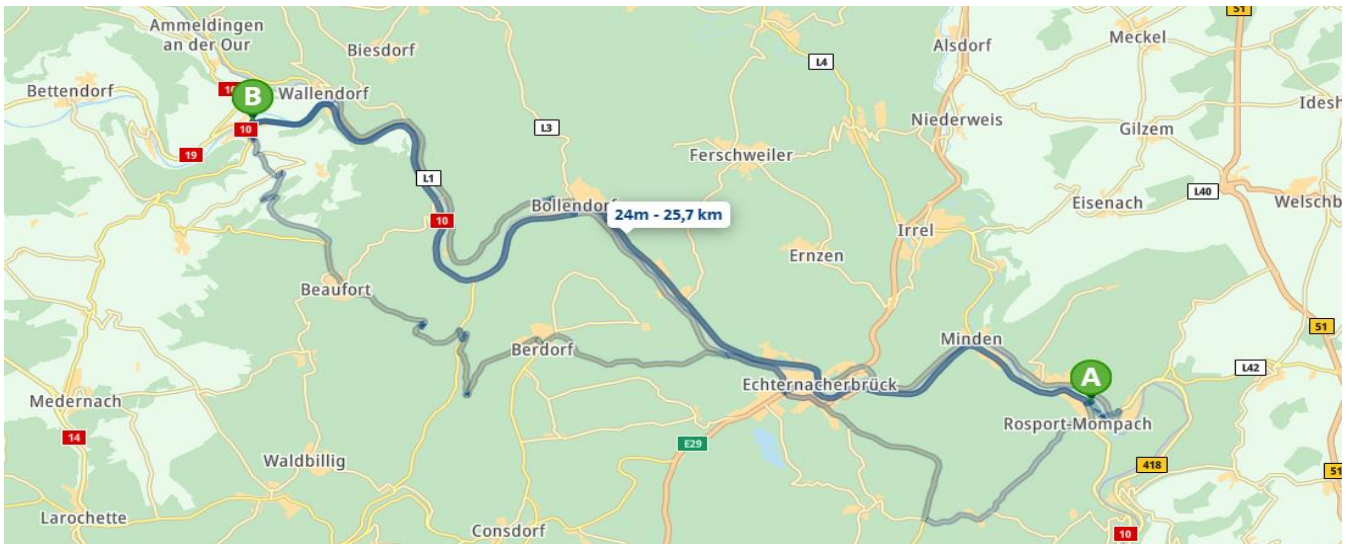 51
Ammeldingen
an der Our
Biesdorf
Alsdorf
Meckel
L4
Bettendorf
B
Wallendorf
Idesh
10
L3
Niederweis
Gilzem
19
Ferschweiler
L1
L40
Bollendorf
24m - 25,7 km
Eisenach
Welschb
10
Irrel
Ernzen
Beaufort
51
Minden
Berdorf
L42
A
Echternacherbrück
Medernach
Rosport-Mompach
14
E29
Waldbillig
418
51
Larochette
Consdorf
10